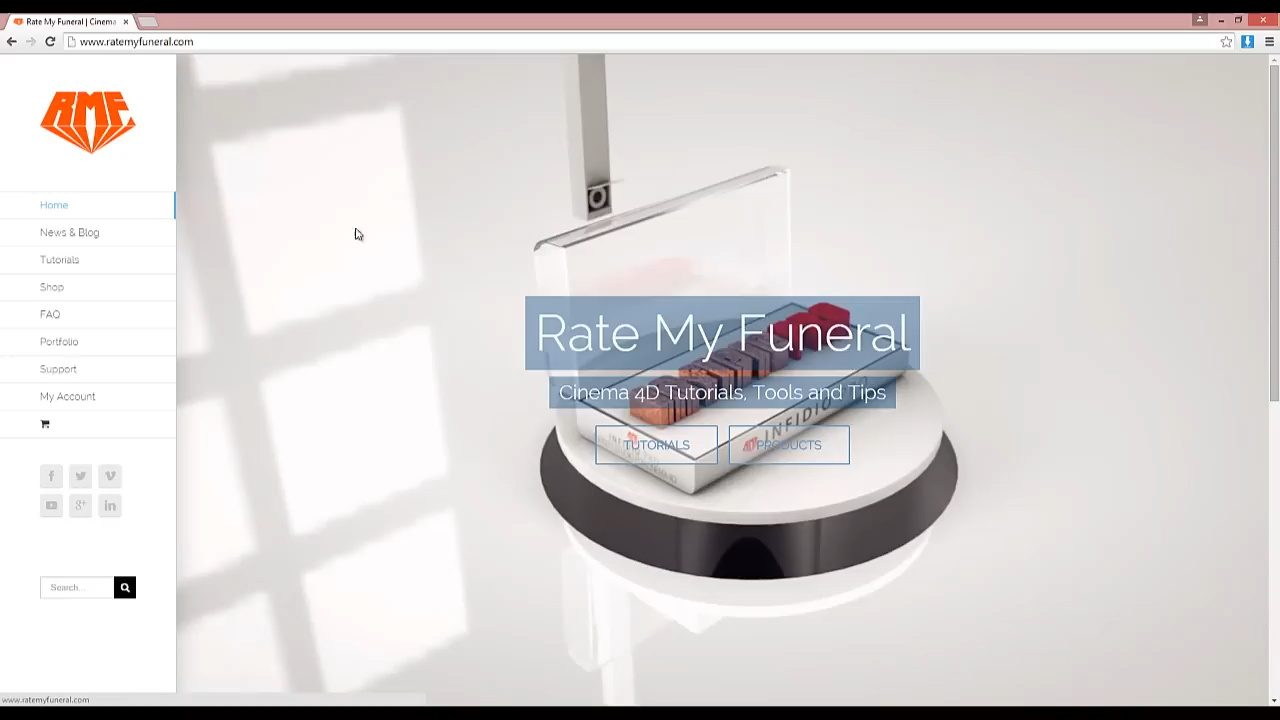 Rate My Funeral | Cinema
www.ratemyfuneral.com
RMF.
Home
News & Blog
Tutorials
Shop
FAQ
Portfolio
Support
My Account
Search...
Rate My Funeral
Cinema 4D Tutorials, Tools and Tips
TUTORIALS
PRODUCTS
INFIDIO
www.ratemyfuneral.com